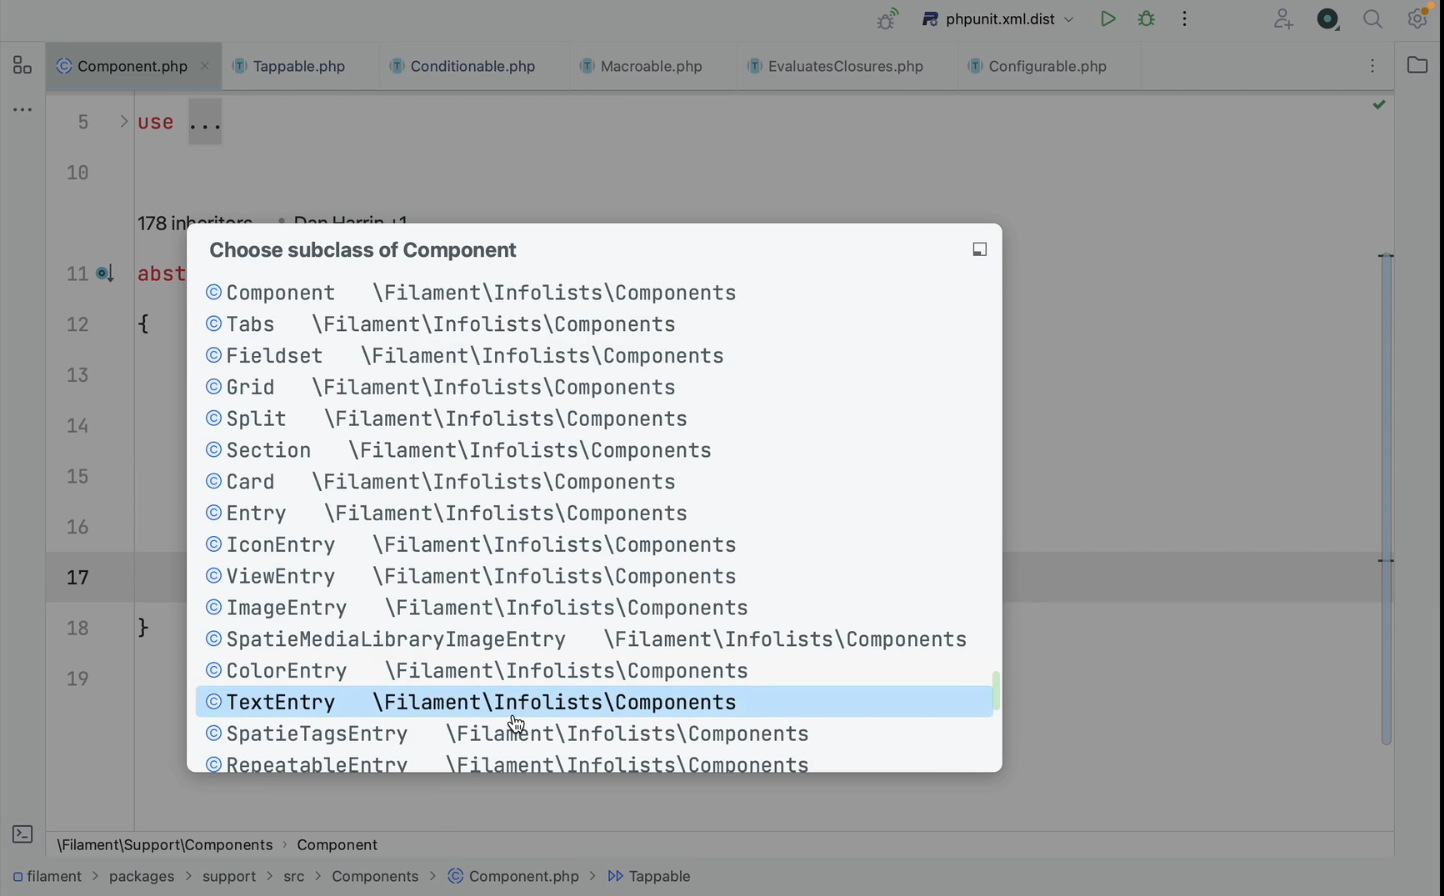 phpunit.xml.dist
Component.php
Tappable.php
Conditionable.php
Macroable.php
EvaluatesClosures.php
Configurable.php
5 use ...
10
178 inheritors Dan Harrin +1
11 abst
12 {
13
14
15
16
17
18 }
19
Choose subclass of Component
Component \Filament\Infolists\Components
Tabs \Filament\Infolists\Components
Fieldset \Filament\Infolists\Components
Grid \Filament\Infolists\Components
Split \Filament\Infolists\Components
Section \Filament\Infolists\Components
Card \Filament\Infolists\Components
Entry \Filament\Infolists\Components
IconEntry \Filament\Infolists\Components
ViewEntry \Filament\Infolists\Components
ImageEntry \Filament\Infolists\Components
SpatieMediaLibraryImageEntry \Filament\Infolists\Components
ColorEntry \Filament\Infolists\Components
TextEntry \Filament\Infolists\Components
SpatieTagsEntry \Filament\Infolists\Components
RepeatableEntry \Filament\Infolists\Components
\Filament\Support\Components › Component
filament > packages > support > src > Components > Component.php > Tappable